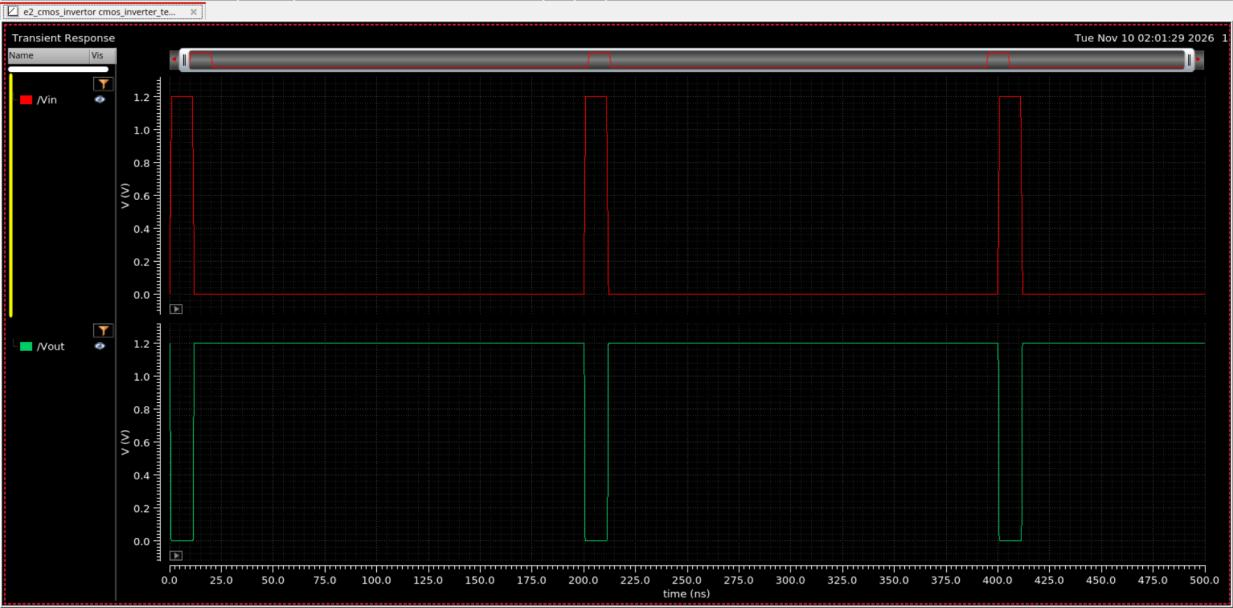 e2_cmos_invertor cmos_inverter_te...
Transient Response
Tue Nov 10 02:01:29 2026 1
Name Vis
/Vin
V (V)
1.2
1.0
0.8
0.6
0.4
0.2
0.0
/Vout
V (V)
1.2
1.0
0.8
0.6
0.4
0.2
0.0
0.0 25.0 50.0 75.0 100.0 125.0 150.0 175.0 200.0 225.0 250.0 275.0 300.0 325.0 350.0 375.0 400.0 425.0 450.0 475.0 500.0
time (ns)